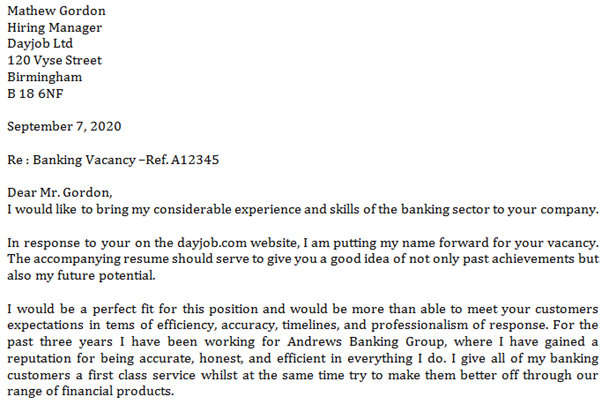 Mathew Gordon
Hiring Manager
Dayjob Ltd
120 Vyse Street
Birmingham
B 18 6NF
September 7, 2020
Re : Banking Vacancy –Ref. A12345
Dear Mr. Gordon,
I would like to bring my considerable experience and skills of the banking sector to your company.
In response to your on the dayjob.com website, I am putting my name forward for your vacancy.
The accompanying resume should serve to give you a good idea of not only past achievements but
also my future potential.
I would be a perfect fit for this position and would be more than able to meet your customers
expectations in tems of efficiency, accuracy, timelines, and professionalism of response. For the
past three years I have been working for Andrews Banking Group, where I have gained a
reputation for being accurate, honest, and efficient in everything I do. I give all of my banking
customers a first class service whilst at the same time try to make them better off through our
range of financial products.